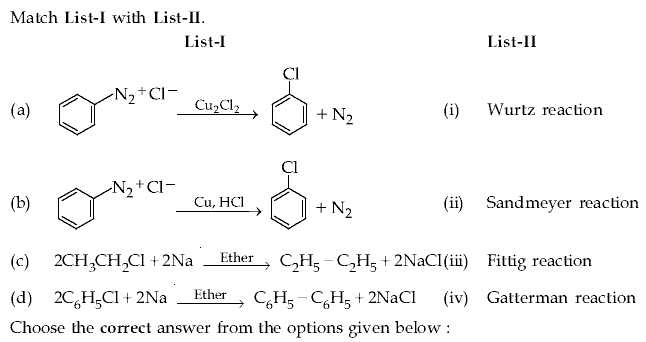 Match List-I with List-II.
List-I List-II
(a) N₂⁺Cl⁻ Cu₂Cl₂ Cl + N₂ (i) Wurtz reaction
(b) N₂⁺Cl⁻ Cu, HCl Cl + N₂ (ii) Sandmeyer reaction
(c) 2CH₃CH₂Cl + 2Na Ether C₂H₅ – C₂H₅ + 2NaCl (iii) Fittig reaction
(d) 2C₆H₅Cl + 2Na Ether C₆H₅ – C₆H₅ + 2NaCl (iv) Gatterman reaction
Choose the correct answer from the options given below :